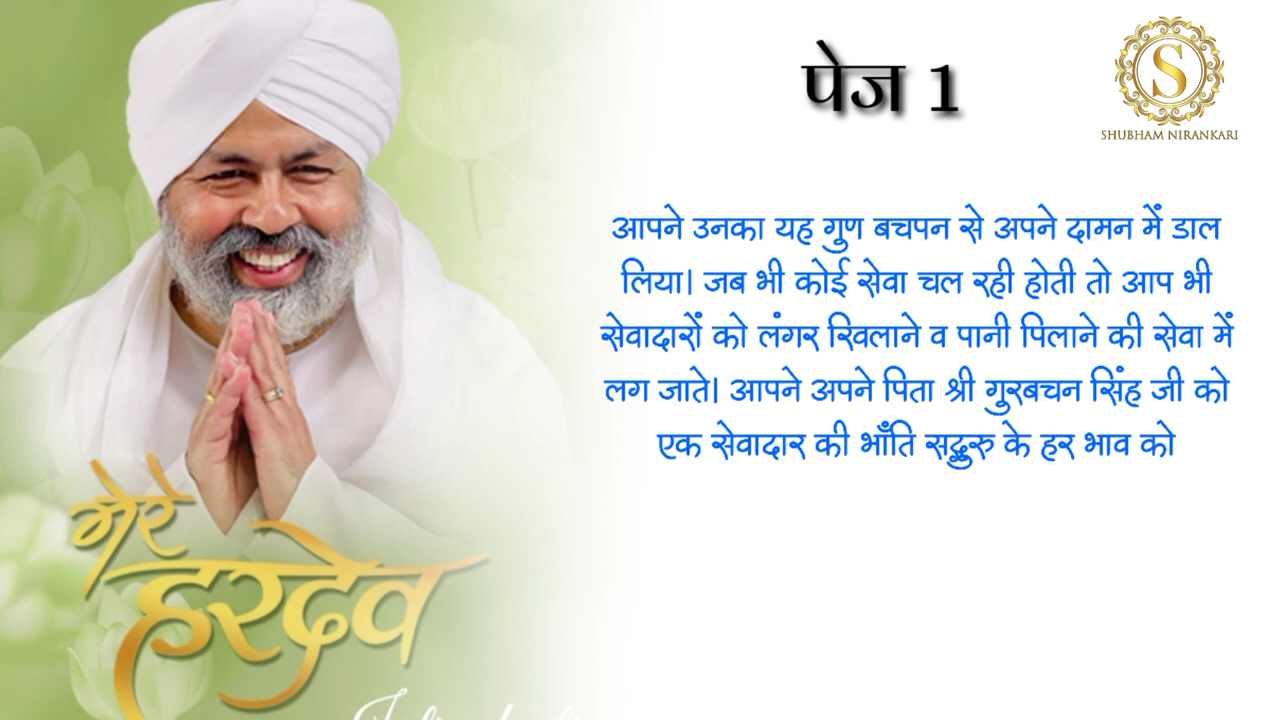 पेज 1
S
SHUBHAM NIRANKARI
आपने उनका यह गुण बचपन से अपने दामन में डाल
लिया। जब भी कोई सेवा चल रही होती तो आप भी
सेवादारों को लंगर खिलाने व पानी पिलाने की सेवा में
लग जाते। आपने अपने पिता श्री गुरबचन सिंह जी को
एक सेवादार की भाँति सद्गुरु के हर भाव को
मेरे
हरदेव